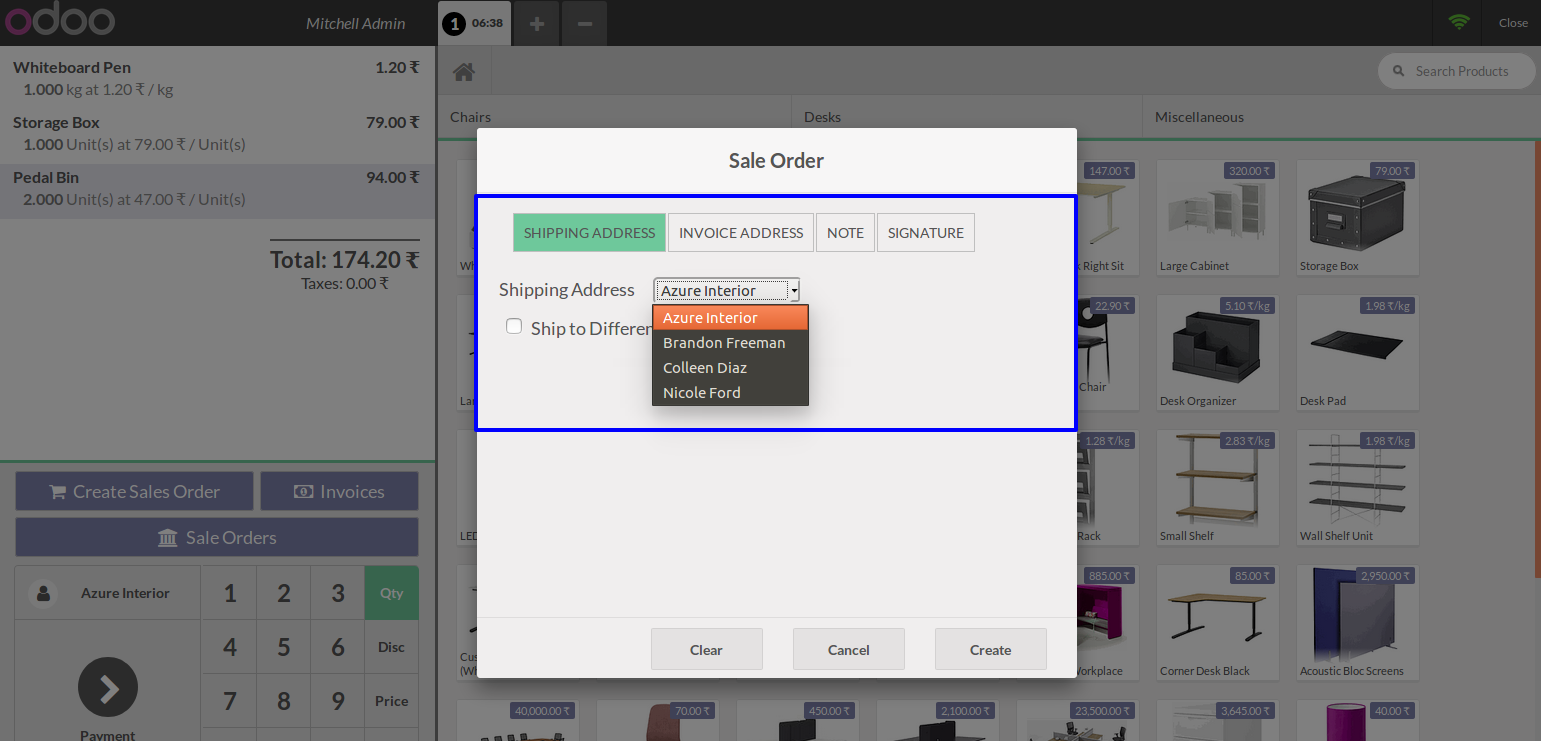 odoo
Mitchell Admin
1 06:38
Close
Whiteboard Pen 1.20 ₹
1.000 kg at 1.20 ₹ / kg
Storage Box 79.00 ₹
1.000 Unit(s) at 79.00 ₹ / Unit(s)
Pedal Bin 94.00 ₹
2.000 Unit(s) at 47.00 ₹ / Unit(s)
Total: 174.20 ₹
Taxes: 0.00 ₹
Create Sales Order
Invoices
Sale Orders
Azure Interior
1 2 3 Qty
4 5 6 Disc
7 8 9 Price
Payment
Search Products
Chairs Desks Miscellaneous
Sale Order
SHIPPING ADDRESS INVOICE ADDRESS NOTE SIGNATURE
Shipping Address Azure Interior
Azure Interior
Ship to Differen
Brandon Freeman
Colleen Diaz
Nicole Ford
Clear Cancel Create
147.00 ₹ 320.00 ₹ 79.00 ₹
k Right Sit Large Cabinet Storage Box
22.90 ₹ 5.10 ₹/kg 1.98 ₹/kg
Chair Desk Organizer Desk Pad
1.28 ₹/kg 2.83 ₹/kg 1.98 ₹/kg
LED Rack Small Shelf Wall Shelf Unit
885.00 ₹ 85.00 ₹ 2,950.00 ₹
Cus
(Wh Workplace Corner Desk Black Acoustic Bloc Screens
40,000.00 ₹ 70.00 ₹ 450.00 ₹ 2,100.00 ₹ 23,500.00 ₹ 3,645.00 ₹ 40.00 ₹